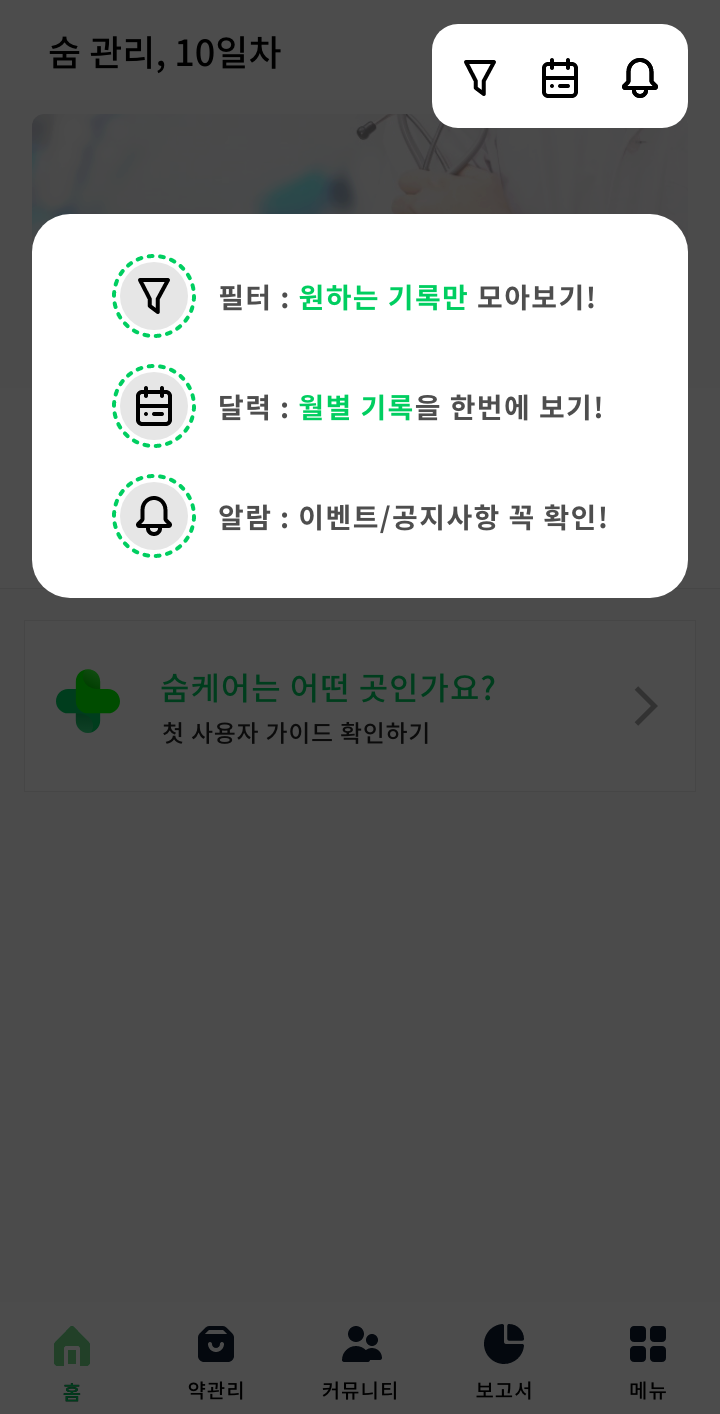 숨 관리, 10일차
필터 : 원하는 기록만 모아보기!
달력 : 월별 기록을 한번에 보기!
알람 : 이벤트/공지사항 꼭 확인!
숨케어는 어떤 곳인가요?
첫 사용자 가이드 확인하기
홈
약관리
커뮤니티
보고서
메뉴